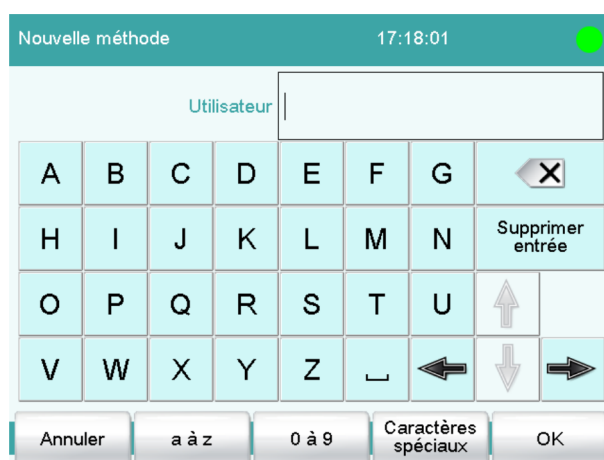 Nouvelle méthode 17:18:01
Utilisateur
A B C D E F G X
H I J K L M N Supprimer
entrée
O P Q R S T U
V W X Y Z
Annuler a à z 0 à 9 Caractères
spéciaux OK